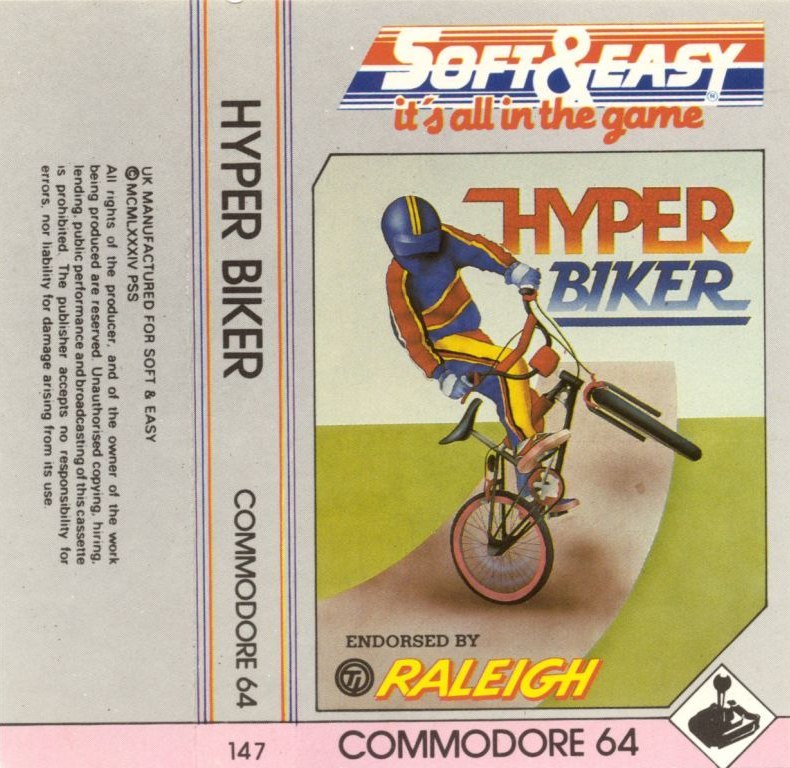 SOFT & EASY®
it's all in the game
HYPER
BIKER
ENDORSED BY
TI RALEIGH
COMMODORE 64
HYPER BIKER COMMODORE 64
147
UK MANUFACTURED FOR SOFT & EASY
©MCMLXXXIV PSS
All rights of the producer, and of the owner of the work
being produced are reserved. Unauthorised copying, hiring,
lending, public performance and broadcasting of this cassette
is prohibited. The publisher accepts no responsibility for
errors, nor liability for damage arising from its use.